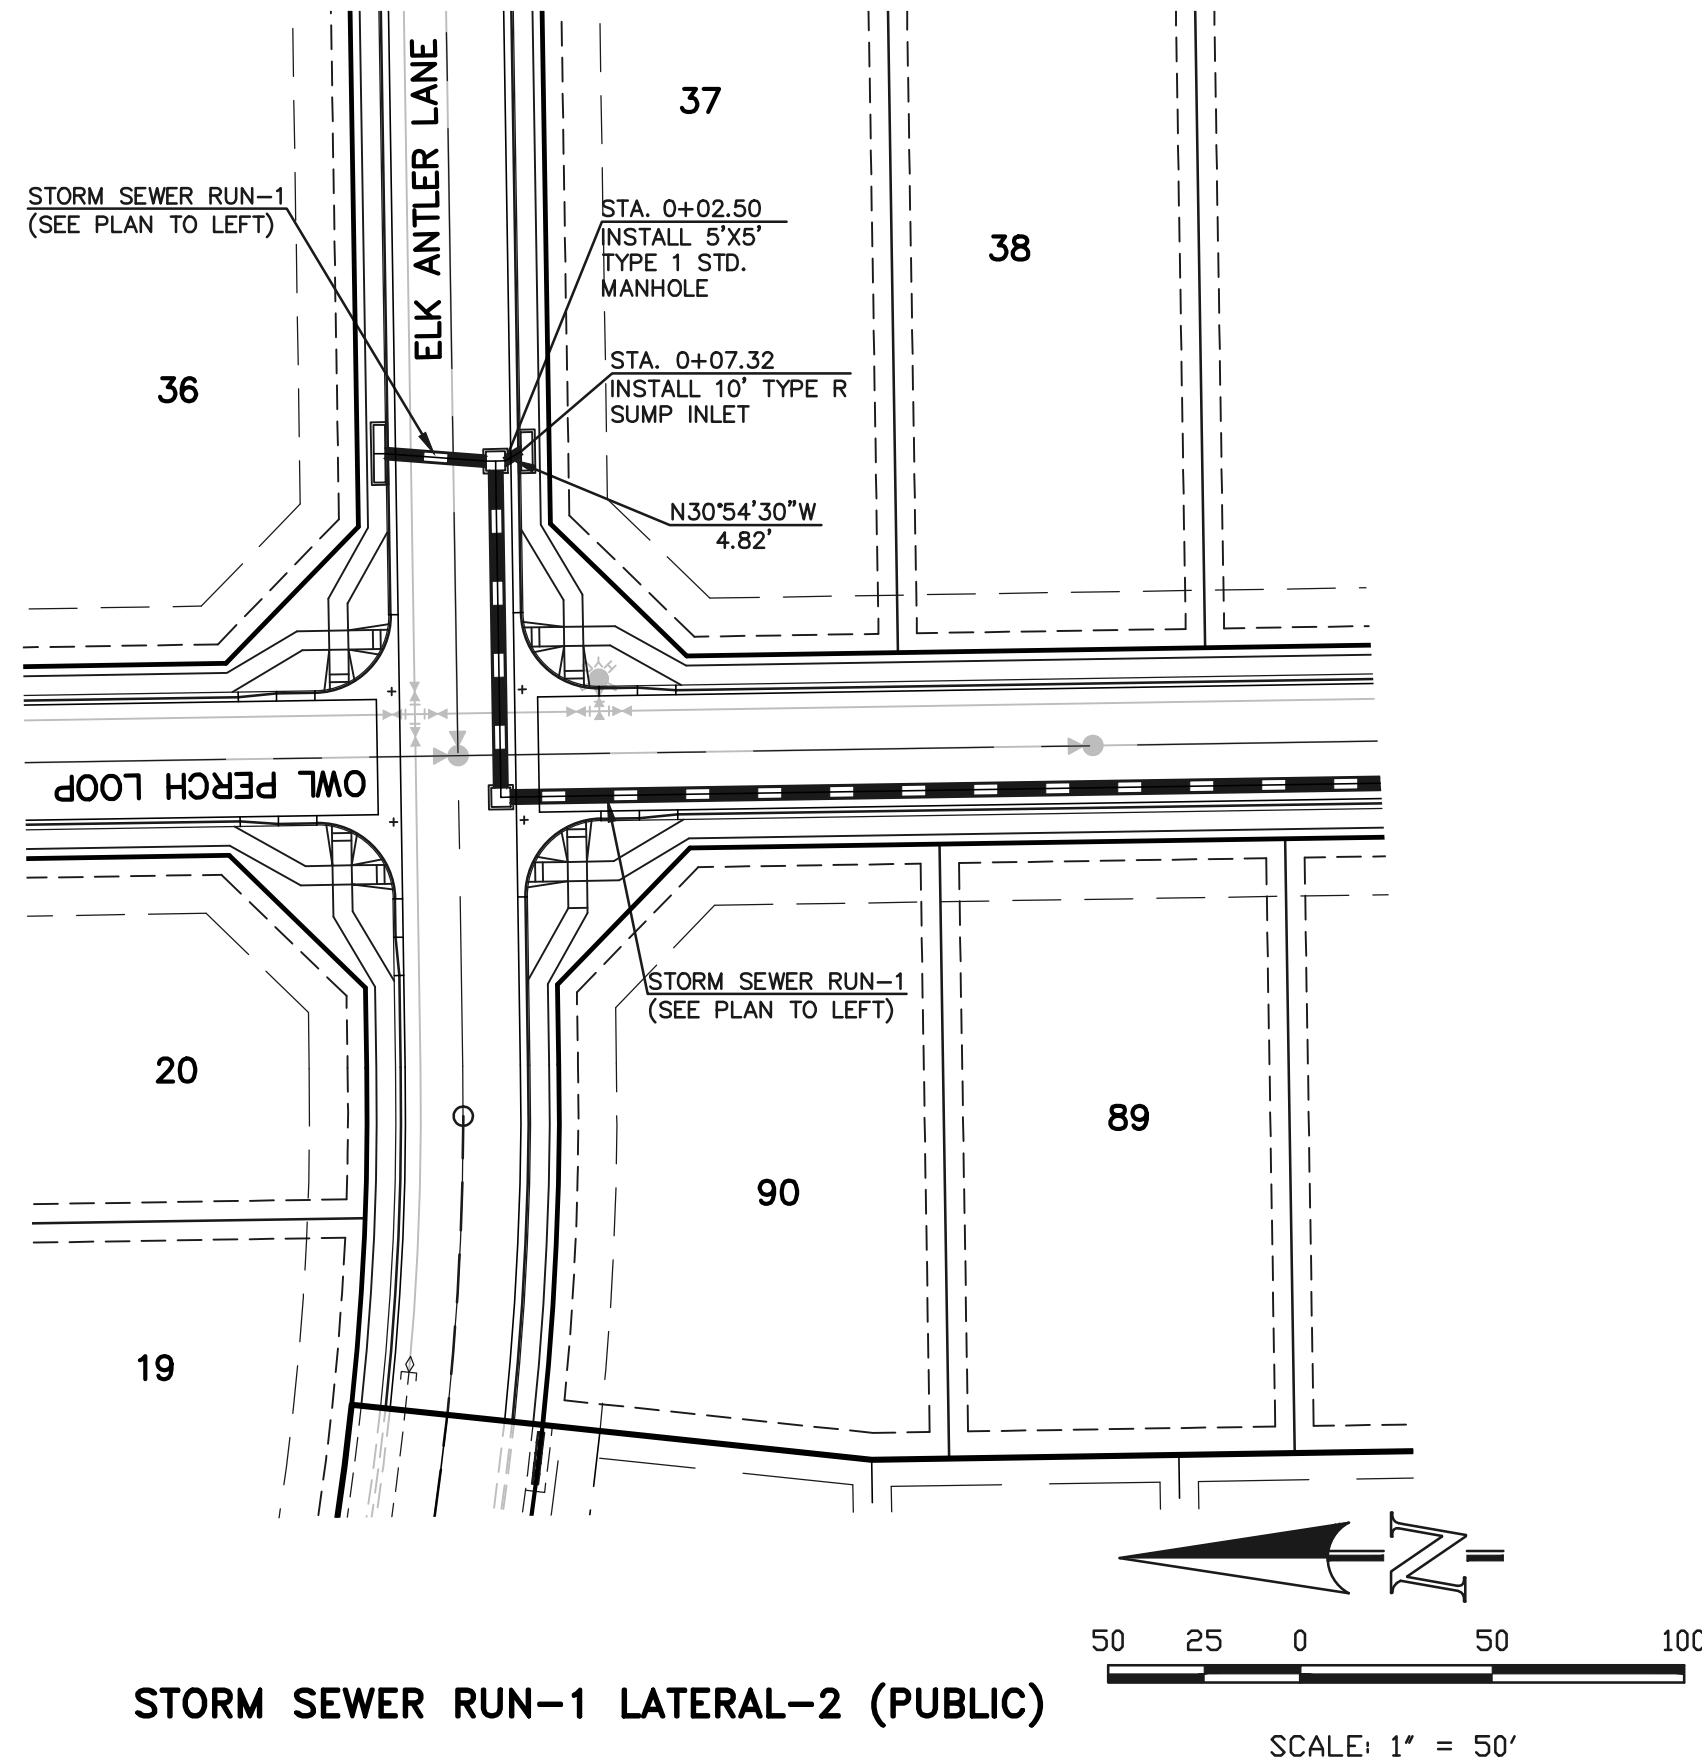 ELK ANTLER LANE
37
STORM SEWER RUN-1
(SEE PLAN TO LEFT)
STA. 0+02.50
INSTALL 5'X5'
TYPE 1 STD.
MANHOLE
38
STA. 0+07.32
INSTALL 10' TYPE R
SUMP INLET
36
N30°54'30"W
4.82'
OWL PERCH LOOP
STORM SEWER RUN-1
(SEE PLAN TO LEFT)
20
89
90
19
N
50 25 0 50 100
STORM SEWER RUN-1 LATERAL-2 (PUBLIC)
SCALE: 1" = 50'